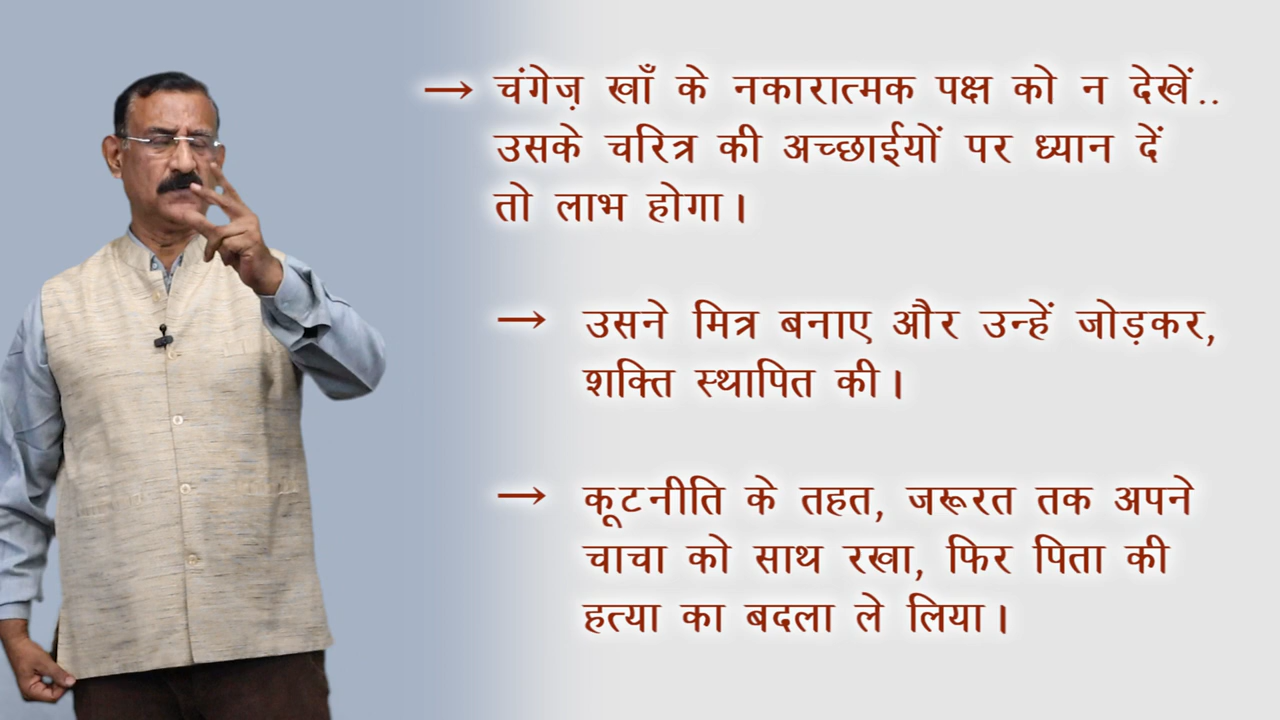 → चंगेज़ खाँ के नकारात्मक पक्ष को न देखें..
उसके चरित्र की अच्छाईयों पर ध्यान दें
तो लाभ होगा।
→ उसने मित्र बनाए और उन्हें जोड़कर,
शक्ति स्थापित की।
→ कूटनीति के तहत, जरूरत तक अपने
चाचा को साथ रखा, फिर पिता की
हत्या का बदला ले लिया।